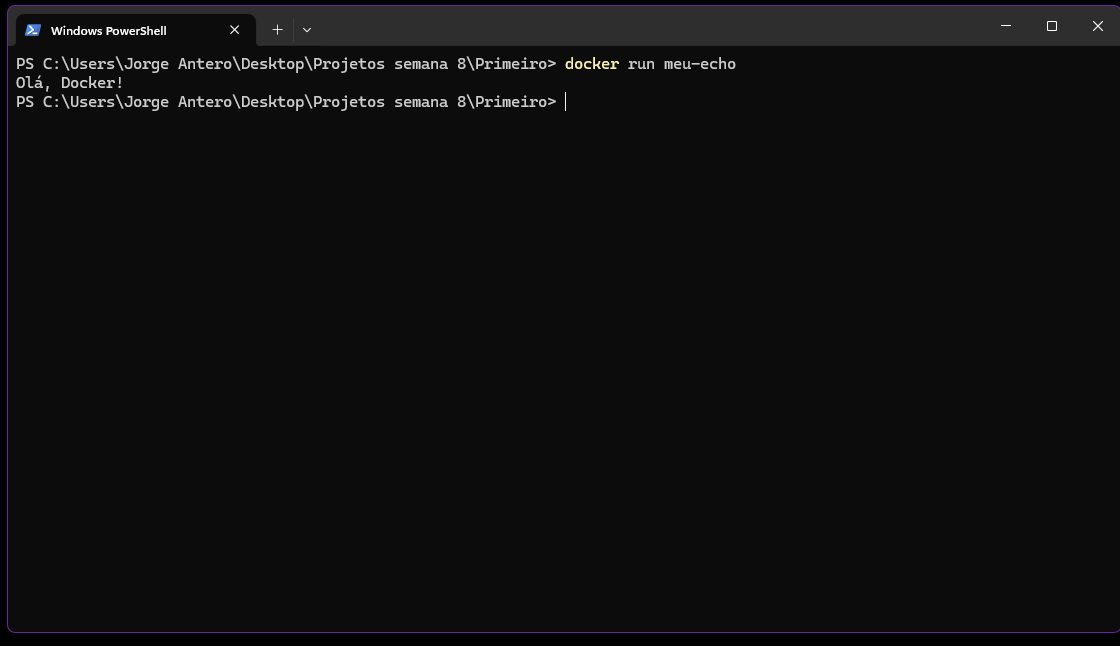 Windows PowerShell
PS C:\Users\Jorge Antero\Desktop\Projetos semana 8\Primeiro> docker run meu-echo
Olá, Docker!
PS C:\Users\Jorge Antero\Desktop\Projetos semana 8\Primeiro>